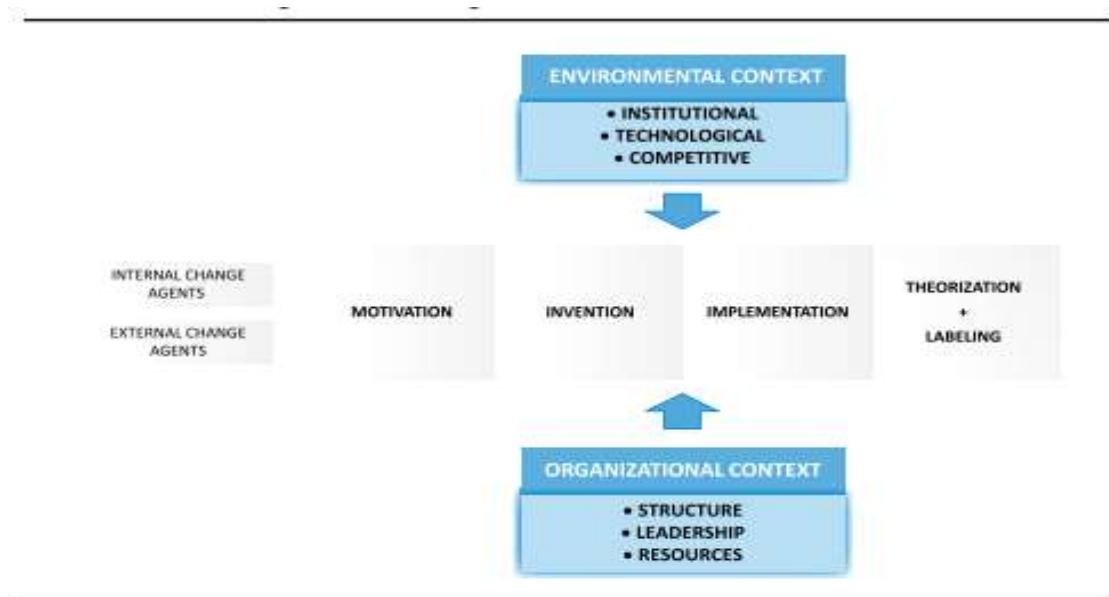 ENVIRONMENTAL CONTEXT
• INSTITUTIONAL
• TECHNOLOGICAL
• COMPETITIVE
INTERNAL CHANGE
AGENTS
EXTERNAL CHANGE
AGENTS
MOTIVATION
INVENTION
IMPLEMENTATION
THEORIZATION
+
LABELING
ORGANIZATIONAL CONTEXT
• STRUCTURE
• LEADERSHIP
• RESOURCES